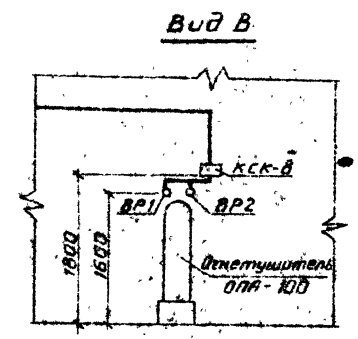 Вид В
КСК-8
ВР1
ВР2
1800
1600
Огнетушитель
ОПА-100